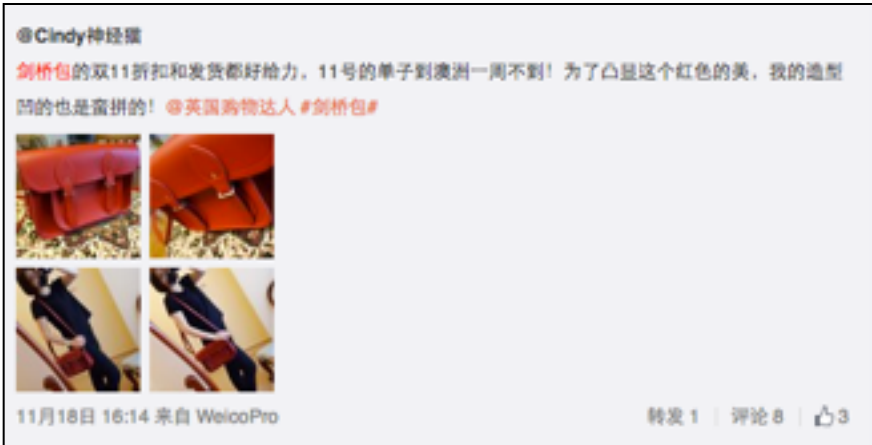 @Cindy神经猫
剑桥包的双11折扣和发货都好给力，11号的单子到澳洲一周不到！为了凸显这个红色的美，我的造型
凹的也是蛮拼的！@英国购物达人 #剑桥包#
11月18日 16:14 来自 WeicoPro
转发 1 | 评论 8 | 3